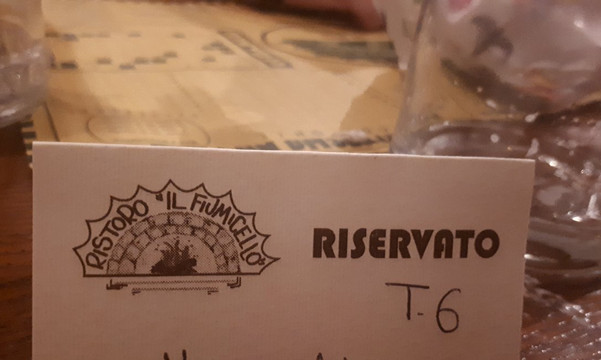 RISTORO "IL FIUMICELLO"
RISERVATO
T-6